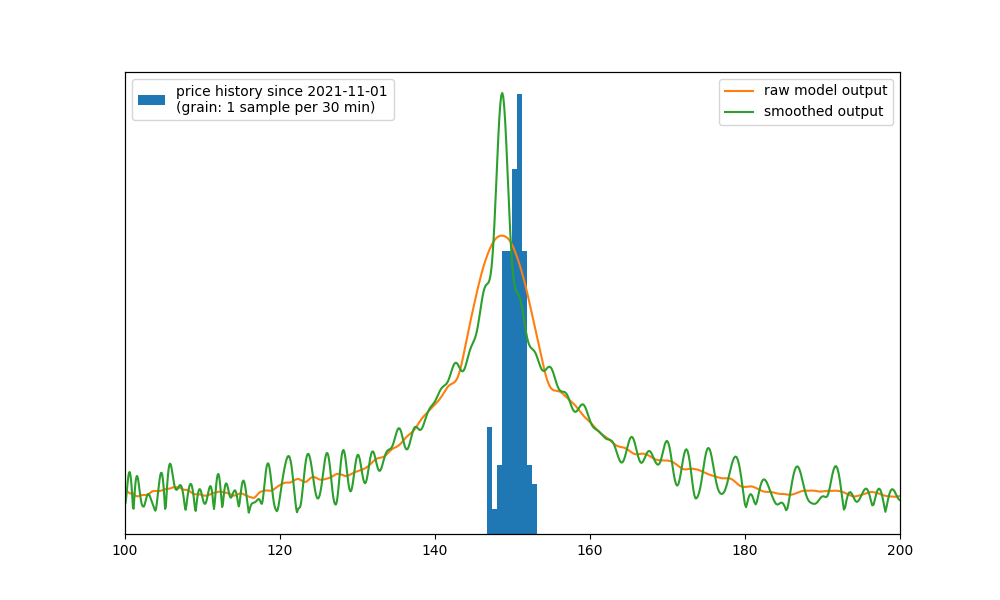 price history since 2021-11-01
(grain: 1 sample per 30 min)
raw model output
smoothed output
100
120
140
160
180
200